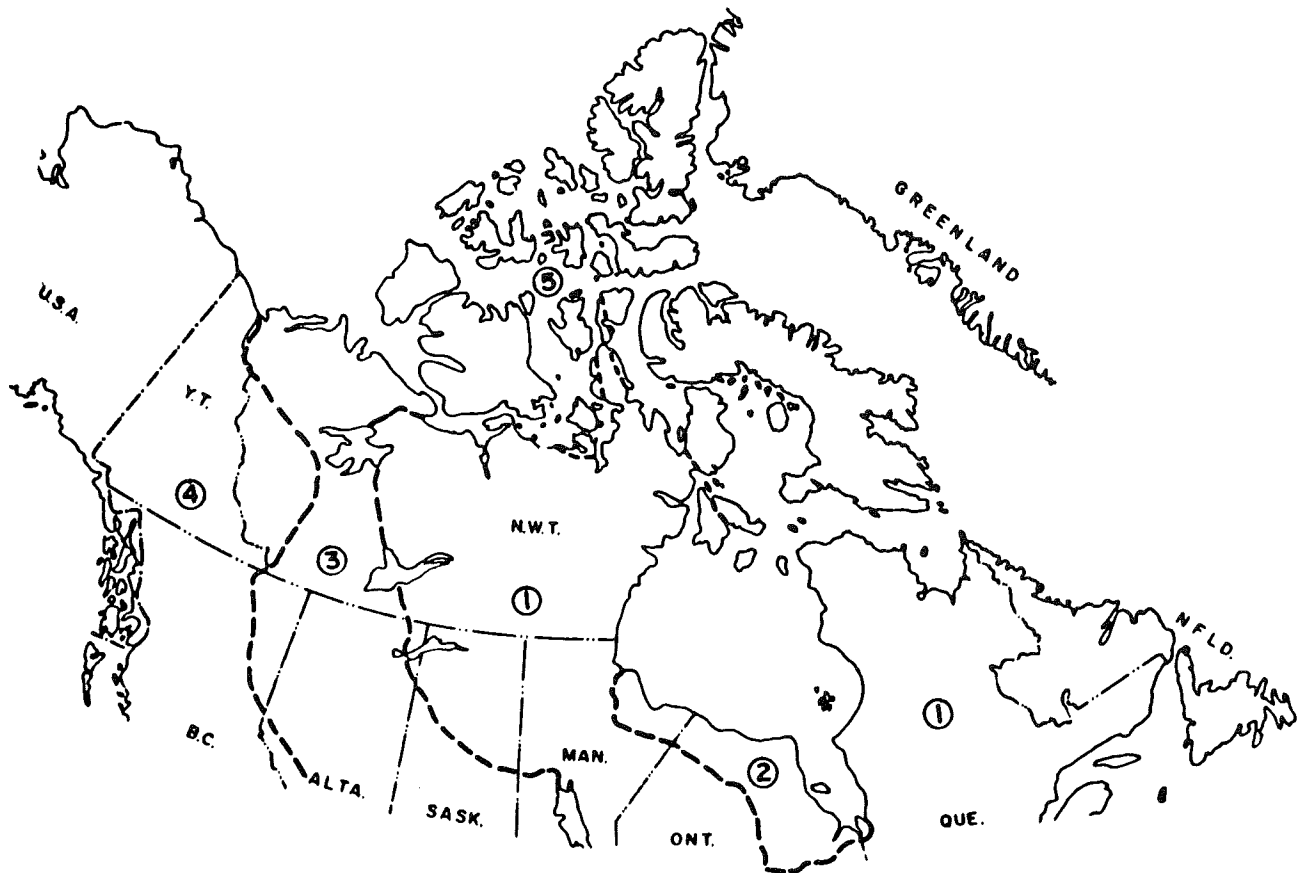 GREENLAND
U.S.A.
5
Y.T.
4
N.W.T.
3
1
NFLD.
1
B.C.
MAN.
2
ALTA.
SASK.
ONT.
QUE.